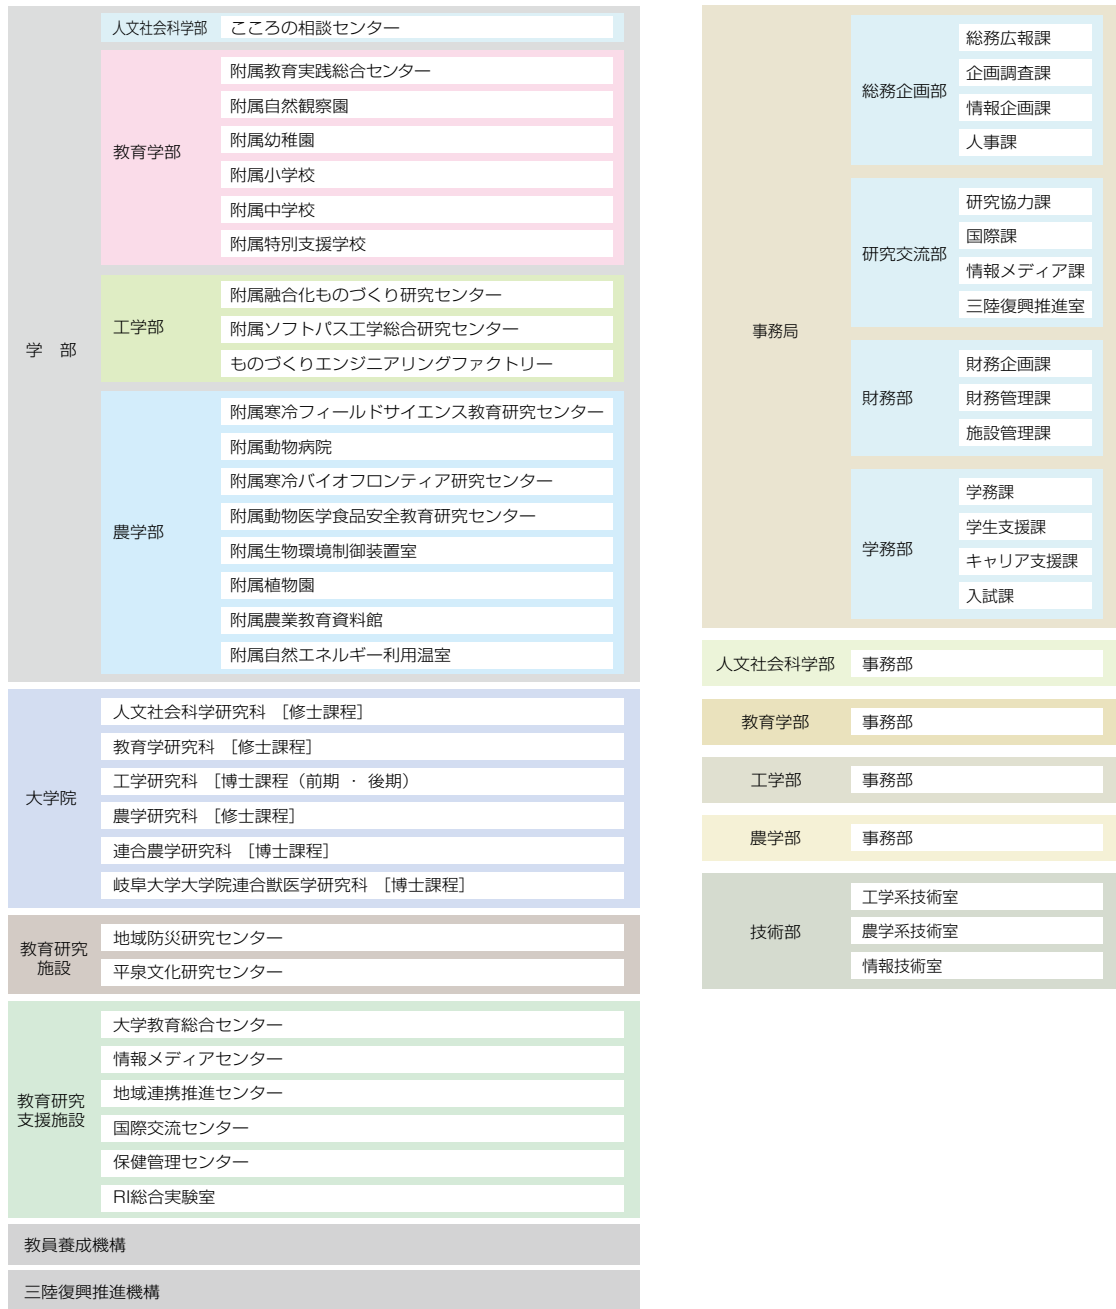 学　部
人文社会科学部
こころの相談センター
教育学部
附属教育実践総合センター
附属自然観察園
附属幼稚園
附属小学校
附属中学校
附属特別支援学校
工学部
附属融合化ものづくり研究センター
附属ソフトパス工学総合研究センター
ものづくりエンジニアリングファクトリー
農学部
附属寒冷フィールドサイエンス教育研究センター
附属動物病院
附属寒冷バイオフロンティア研究センター
附属動物医学食品安全教育研究センター
附属生物環境制御装置室
附属植物園
附属農業教育資料館
附属自然エネルギー利用温室
大学院
人文社会科学研究科 ［修士課程］
教育学研究科 ［修士課程］
工学研究科 ［博士課程（前期 ・ 後期）
農学研究科 ［修士課程］
連合農学研究科 ［博士課程］
岐阜大学大学院連合獣医学研究科 ［博士課程］
教育研究
施設
地域防災研究センター
平泉文化研究センター
教育研究
支援施設
大学教育総合センター
情報メディアセンター
地域連携推進センター
国際交流センター
保健管理センター
RI総合実験室
教員養成機構
三陸復興推進機構
事務局
総務企画部
総務広報課
企画調査課
情報企画課
人事課
研究交流部
研究協力課
国際課
情報メディア課
三陸復興推進室
財務部
財務企画課
財務管理課
施設管理課
学務部
学務課
学生支援課
キャリア支援課
入試課
人文社会科学部
事務部
教育学部
事務部
工学部
事務部
農学部
事務部
技術部
工学系技術室
農学系技術室
情報技術室